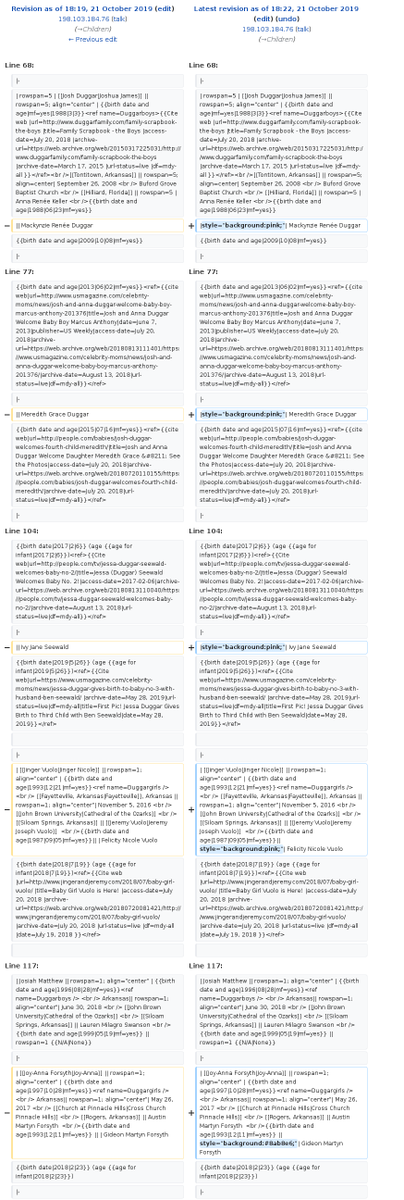 Revision as of 18:19, 21 October 2019 (edit)
198.103.184.76 (talk)
(→Children)
← Previous edit
Latest revision as of 18:22, 21 October 2019
(edit) (undo)
198.103.184.76 (talk)
(→Children)
Line 68:
Line 68:
|-
|-
| rowspan=5 | [[Josh Duggar|Joshua James]] ||
rowspan=5; align="center" | {{birth date and
age|mf=yes|1988|3|3}}<ref name=Duggarboys>{{Cite
web |url=http://www.duggarfamily.com/family-scrapbook-
the-boys |title=Family Scrapbook - the Boys |access-
date=July 20, 2018 |archive-
url=https://web.archive.org/web/20150317225031/http://
www.duggarfamily.com/family-scrapbook-the-boys
|archive-date=March 17, 2015 |url-status=live |df=mdy-
all }}</ref><br />[[Tontitown, Arkansas]] || rowspan=5;
align=center| September 26, 2008 <br /> Buford Grove
Baptist Church <br /> [[Hilliard, Florida]] || rowspan=5 |
Anna Renée Keller <br />{{birth date and
age|1988|06|23|mf=yes}}
− || Mackynzie Renée Duggar
+ |style="background:pink;"| Mackynzie Renée Duggar
{{birth date and age|2009|10|08|mf=yes}}
{{birth date and age|2009|10|08|mf=yes}}
|-
|-
Line 77:
Line 77:
{{birth date and age|2013|06|02|mf=yes}}<ref>{{cite
web|url=http://www.usmagazine.com/celebrity-
moms/news/josh-and-anna-duggar-welcome-baby-boy-
marcus-anthony-201376|title=Josh and Anna Duggar
Welcome Baby Boy Marcus Anthony|date=June 7,
2013|publisher=US Weekly|access-date=July 20,
2018|archive-
url=https://web.archive.org/web/20180813111401/https:
//www.usmagazine.com/celebrity-moms/news/josh-and-
anna-duggar-welcome-baby-boy-marcus-anthony-
201376/|archive-date=August 13, 2018|url-
status=live|df=mdy-all}}</ref>
|-
|-
− || Meredith Grace Duggar
+ |style="background:pink;"| Meredith Grace Duggar
{{birth date and age|2015|07|16|mf=yes}}<ref>{{cite
web|url=http://people.com/babies/josh-duggar-
welcomes-fourth-child-meredith/|title=Josh and Anna
Duggar Welcome Daughter Meredith Grace &#8211; See
the Photos|access-date=July 20, 2018|archive-
url=https://web.archive.org/web/20180720110155/https:
//people.com/babies/josh-duggar-welcomes-fourth-child-
meredith/|archive-date=July 20, 2018|url-
status=live|df=mdy-all}}</ref>
|-
|-
Line 104:
Line 104:
{{birth date|2017|2|6}} (age {{age for
infant|2017|2|6}})<ref>{{Cite
web|url=http://people.com/tv/jessa-duggar-seewald-
welcomes-baby-no-2/|title=Jessa (Duggar) Seewald
Welcomes Baby No. 2!|access-date=2017-02-06|archive-
url=https://web.archive.org/web/20180813110040/https:
//people.com/tv/jessa-duggar-seewald-welcomes-baby-
no-2/|archive-date=August 13, 2018|url-
status=live|df=mdy-all}}</ref>
|-
|-
− || Ivy Jane Seewald
+ |style="background:pink;"| Ivy Jane Seewald
{{birth date|2019|5|26}} (age {{age for
infant|2019|5|26}})<ref>{{cite
web|url=https://www.usmagazine.com/celebrity-
moms/news/jessa-duggar-gives-birth-to-baby-no-3-with-
husband-ben-seewald/ |archive-date=May 28, 2019|url-
status=live|df=mdy-all|title=First Pic! Jessa Duggar Gives
Birth to Third Child with Ben Seewald|date=May 28,
2019}}</ref>
|-
|-
− | [[Jinger Vuolo|Jinger Nicole]] || rowspan=1;
align="center" | {{birth date and
age|1993|12|21|mf=yes}}<ref name=Duggargirls
/> <br /> [[Fayetteville, Arkansas|Fayetteville]], Arkansas ||
rowspan=1; align="center"| November 5, 2016 <br />
[[John Brown University|Cathedral of the Ozarks]] <br />
[[Siloam Springs, Arkansas]] || [[Jeremy Vuolo|Jeremy
Joseph Vuolo]] <br />{{birth date and
age|1987|09|05|mf=yes}}|| | Felicity Nicole Vuolo
+ |style="background:pink;"| Felicity Nicole Vuolo
{{birth date|2018|7|19}} (age {{age for
infant|2018|7|19}})<ref>{{Cite web
|url=http://www.jingerandjeremy.com/2018/07/baby-girl-
vuolo/ |title=Baby Girl Vuolo is Here! |access-date=July
20, 2018 |archive-
url=https://web.archive.org/web/20180720081421/http://
www.jingerandjeremy.com/2018/07/baby-girl-vuolo/
|archive-date=July 20, 2018 |url-status=live |df=mdy-all
|date=July 19, 2018 }}</ref>
Line 117:
Line 117:
|[[Josiah Matthew || rowspan=1; align="center" | {{birth
date and age|1996|08|28|mf=yes}}<ref
name=Duggarboys /> <br /> Arkansas|| rowspan=1;
align="center"| June 30, 2018 <br /> [[John Brown
University|Cathedral of the Ozarks]] <br /> [[Siloam
Springs, Arkansas]] || Lauren Milagro Swanson <br />
{{birth date and age|1999|05|18|mf=yes}} ||
rowspan=1 {{N/A|None}}
|-
|-
− | [[Joy-Anna Forsyth|Joy-Anna]] || rowspan=1;
align="center" | {{birth date and
age|1997|10|28|mf=yes}}<ref name=Duggargirls />
<br /> Arkansas|| rowspan=1; align="center"| May 26,
2017 <br /> [[Church at Pinnacle Hills|Cross Church
Pinnacle Hills]] <br /> [[Rogers, Arkansas]] || Austin
Martyn Forsyth <br />{{birth date and
age|1993|12|11|mf=yes}} || | Gideon Martyn
Forsyth
+ |style="background:#BabBe6;"| Gideon Martyn
Forsyth
{{birth date|2018|2|23}} (age {{age for
infant|2018|2|23}})
|-
|-